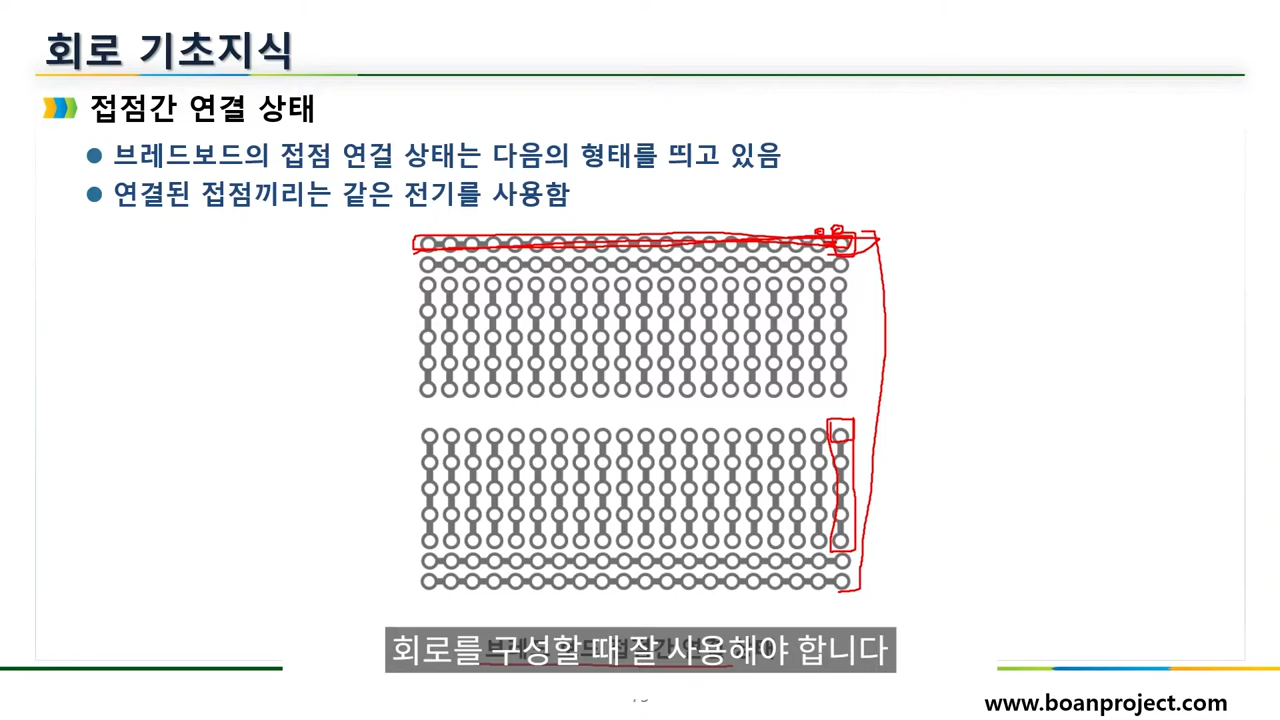 회로 기초지식
접점간 연결 상태
브레드보드의 접점 연걸 상태는 다음의 형태를 띄고 있음
연결된 접점끼리는 같은 전기를 사용함
회로를 구성할 때 잘 사용해야 합니다
www.boanproject.com